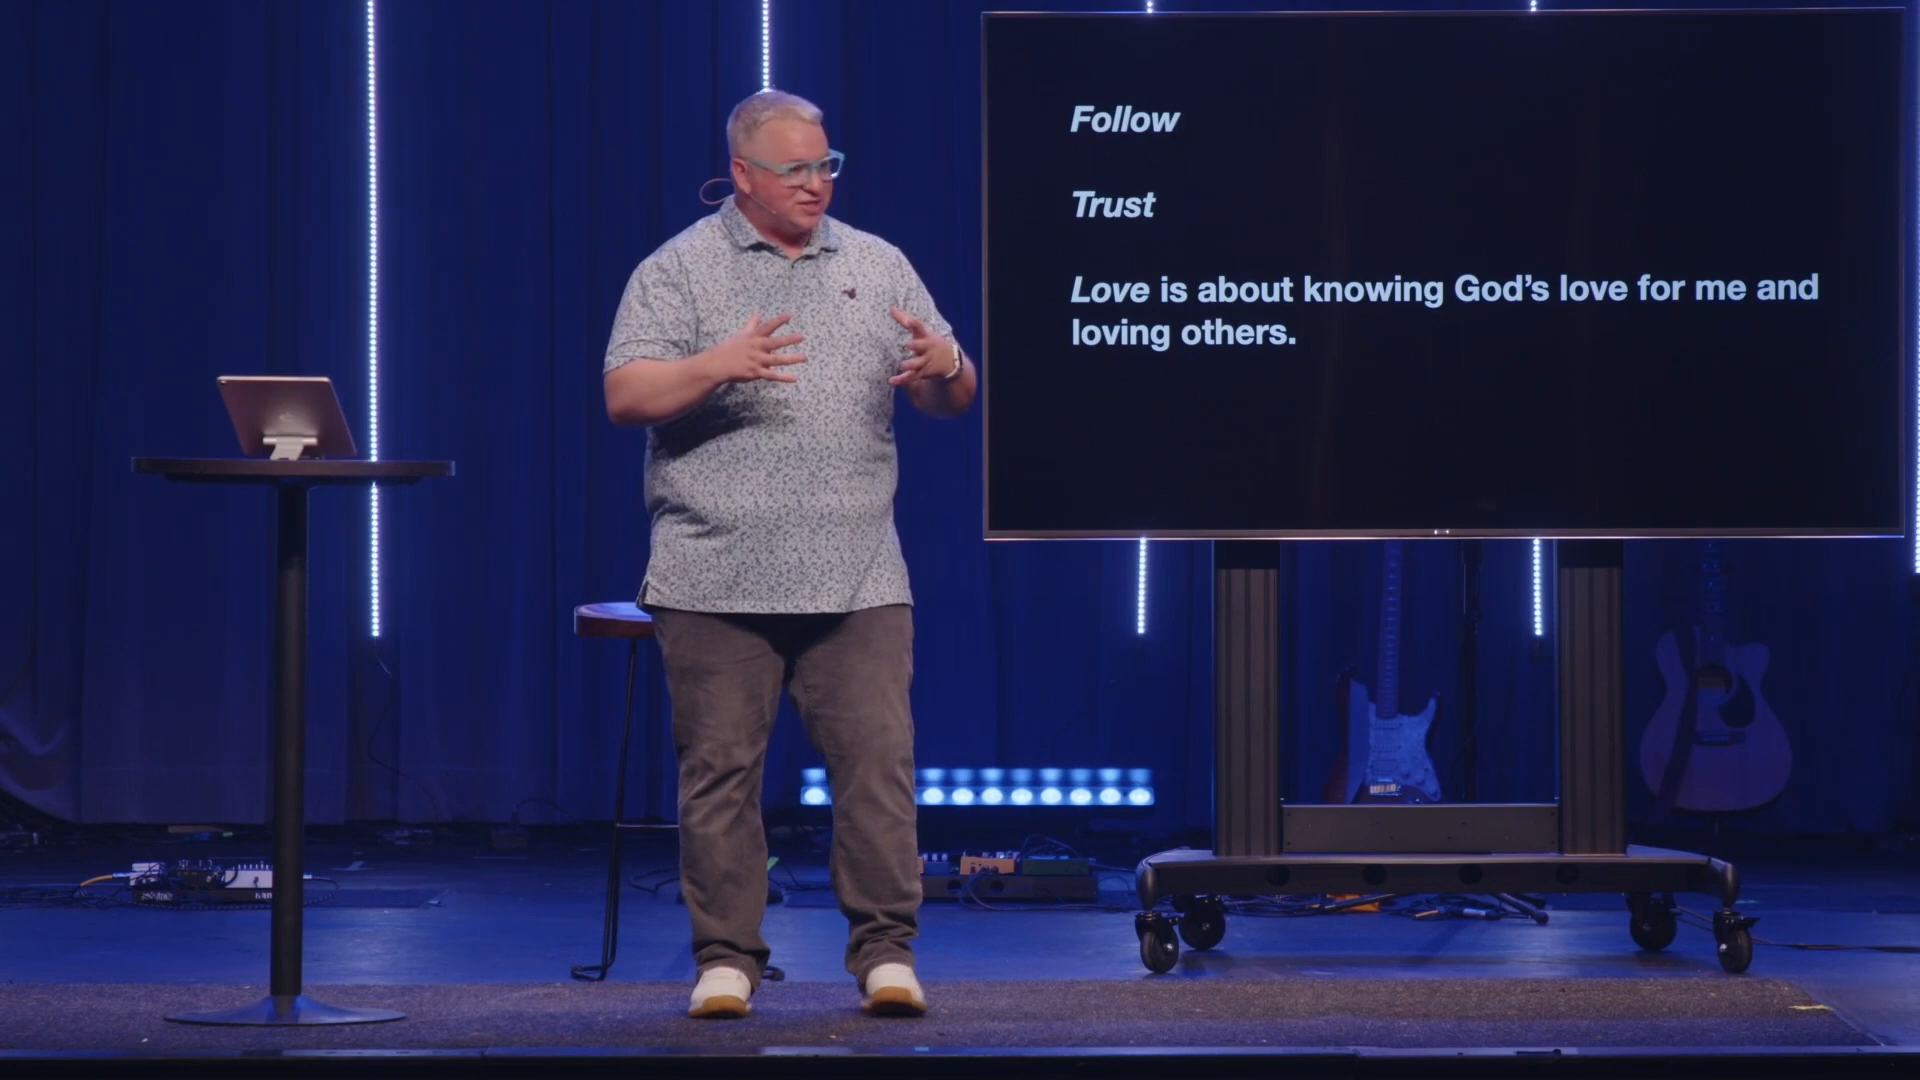 Follow
Trust
Love is about knowing God’s love for me and
loving others.